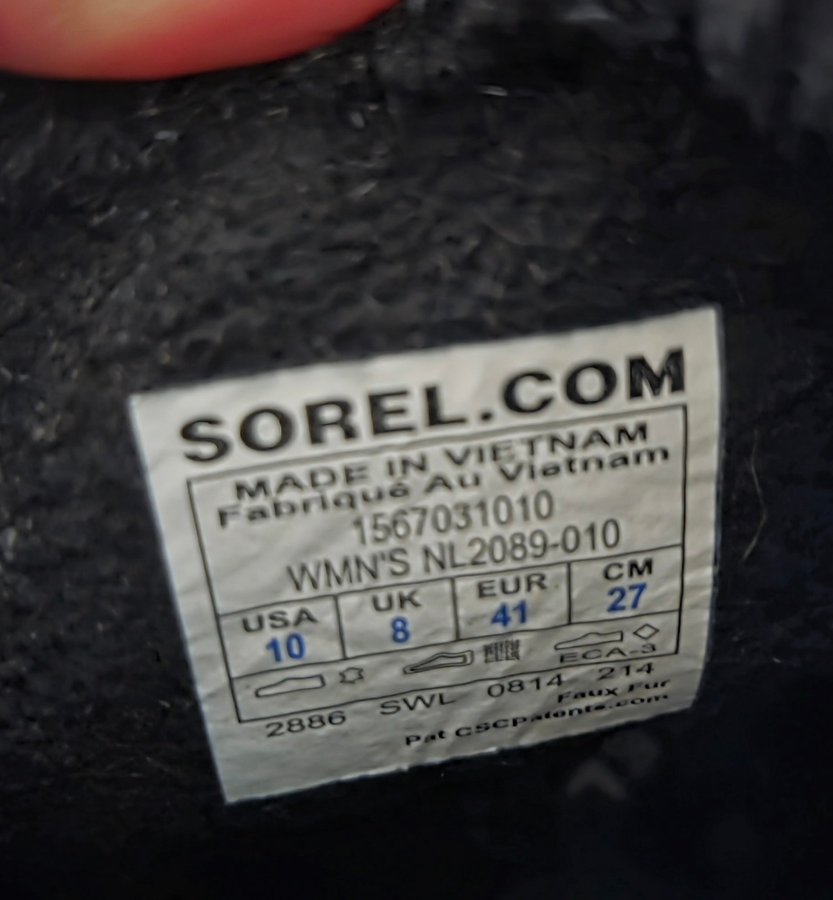 SOREL.COM
MADE IN VIETNAM
Fabriqué Au Vietnam
1567031010
WMN'S NL2089-010
USA UK EUR CM
10 8 41 27
ECA-3
2886 SWL 0814 214
Faux Fur
Pat CSCpatents.com